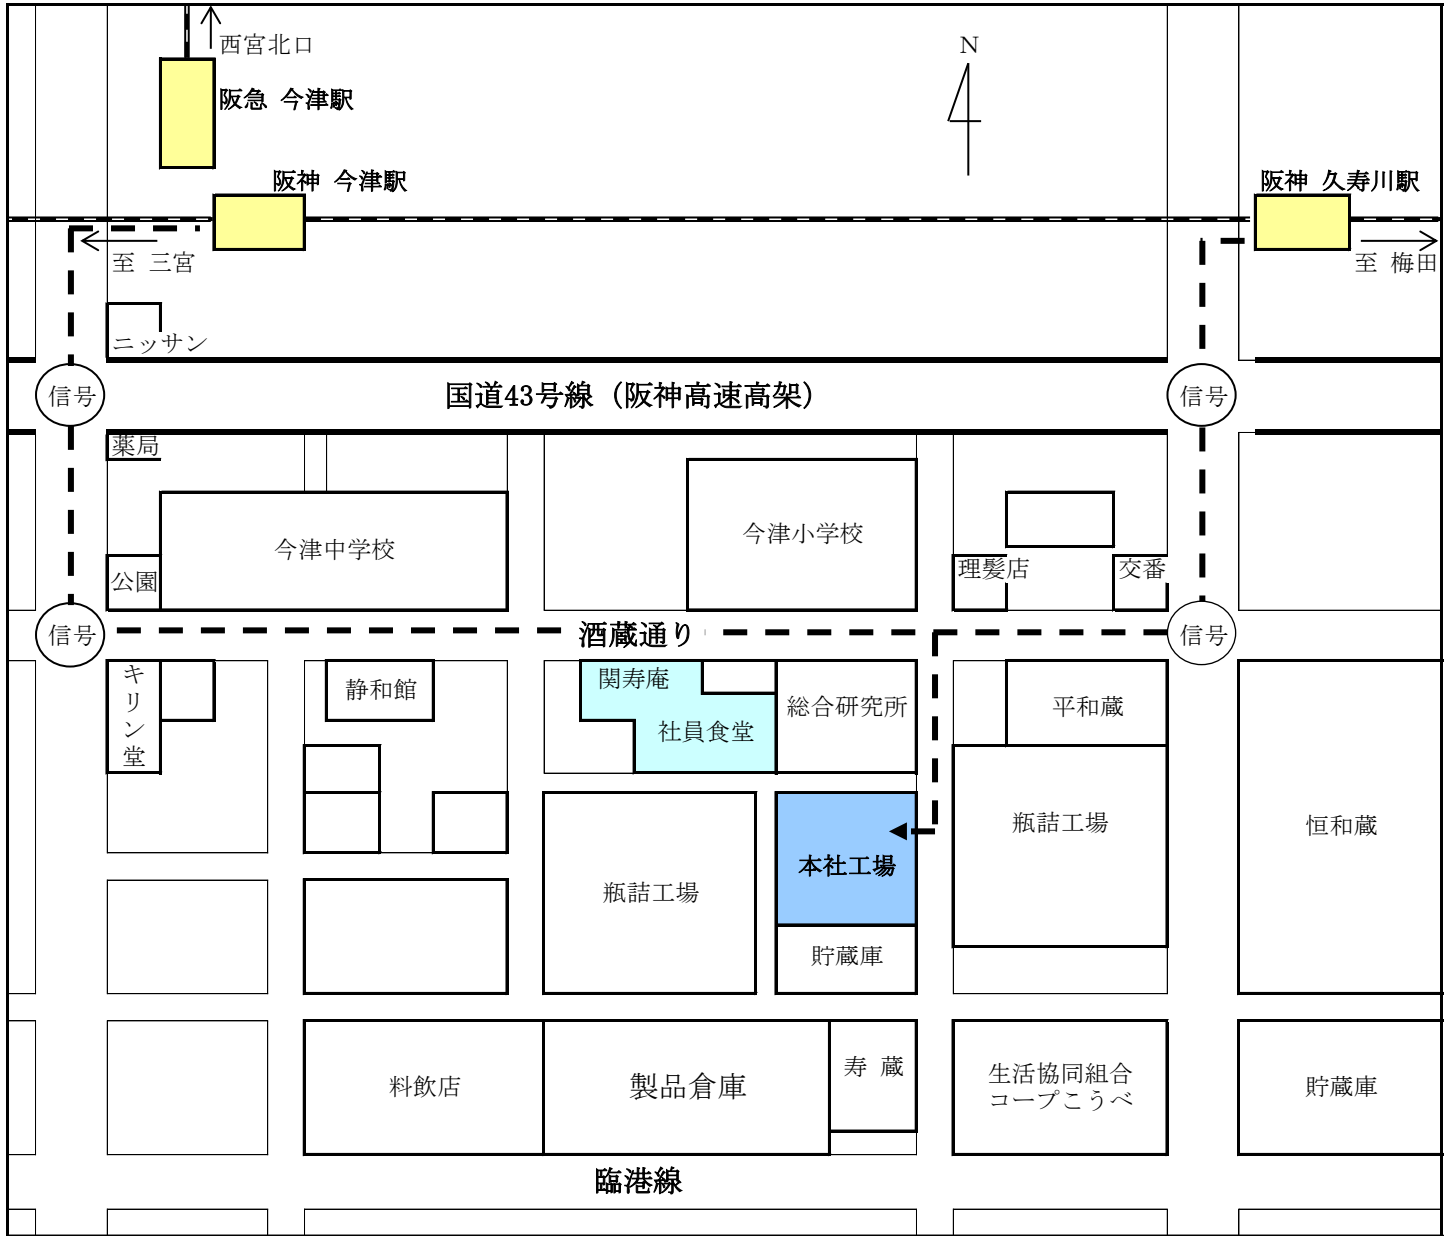 西宮北口
N
阪急 今津駅
阪神 今津駅
阪神 久寿川駅
至 三宮
至 梅田
ニッサン
信号
国道43号線（阪神高速高架）
信号
薬局
今津小学校
今津中学校
公園
理髪店
交番
信号
酒蔵通り
信号
キリン堂
静和館
関寿庵
社員食堂
総合研究所
平和蔵
瓶詰工場
恒和蔵
本社工場
瓶詰工場
貯蔵庫
料飲店
製品倉庫
寿 蔵
生活協同組合
コープこうべ
貯蔵庫
臨港線